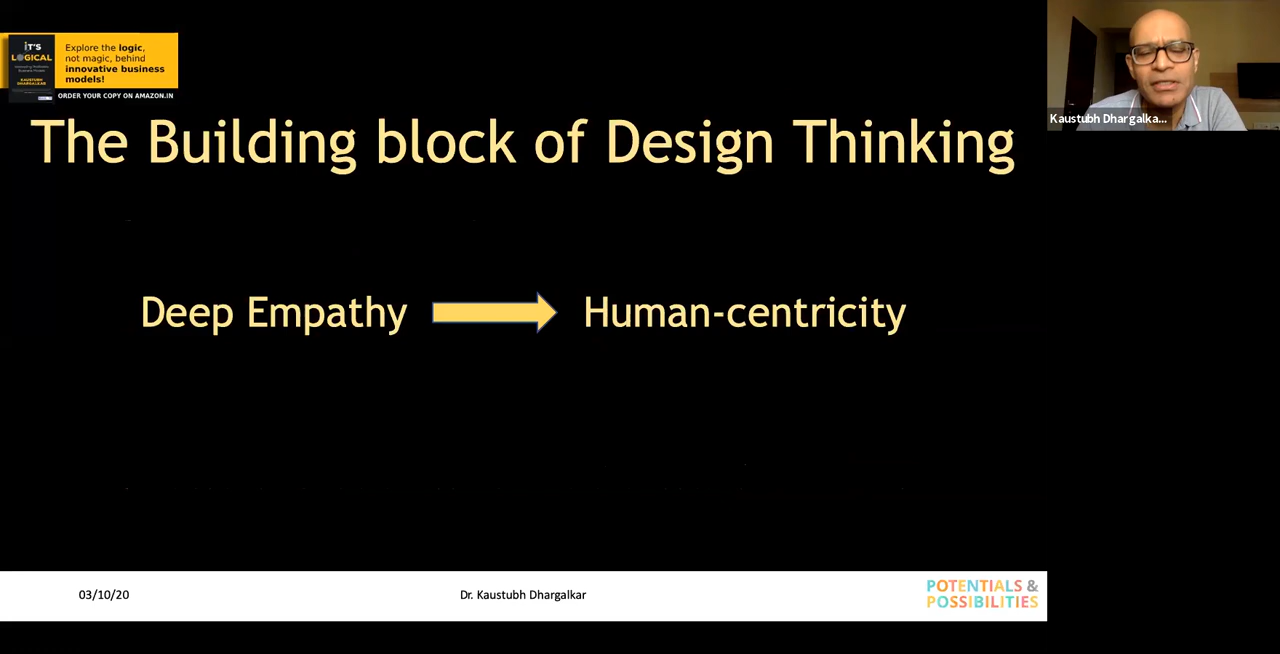 iT'S
LOGICAL
KAUSTUBH
DHARGALKAR
Explore the logic,
not magic, behind
innovative business
models!
ORDER YOUR COPY ON AMAZON.IN
Kaustubh Dhargalka...
The Building block of Design Thinking
Deep Empathy
Human-centricity
03/10/20
Dr. Kaustubh Dhargalkar
POTENTIALS &
POSSIBILITIES